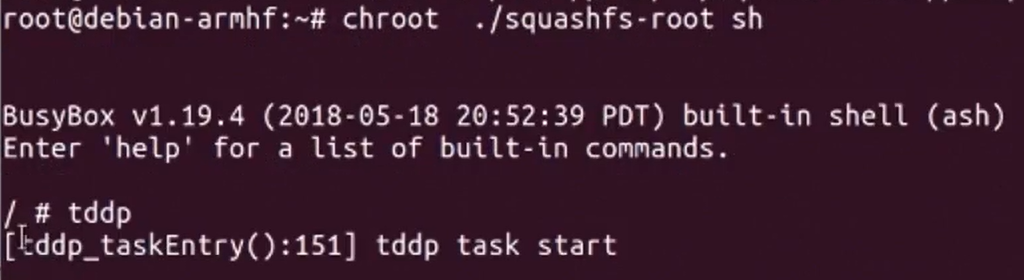 root@debian-armhf:~# chroot  ./squashfs-root sh
BusyBox v1.19.4 (2018-05-18 20:52:39 PDT) built-in shell (ash)
Enter 'help' for a list of built-in commands.
/ # tddp
[tddp_taskEntry():151] tddp task start